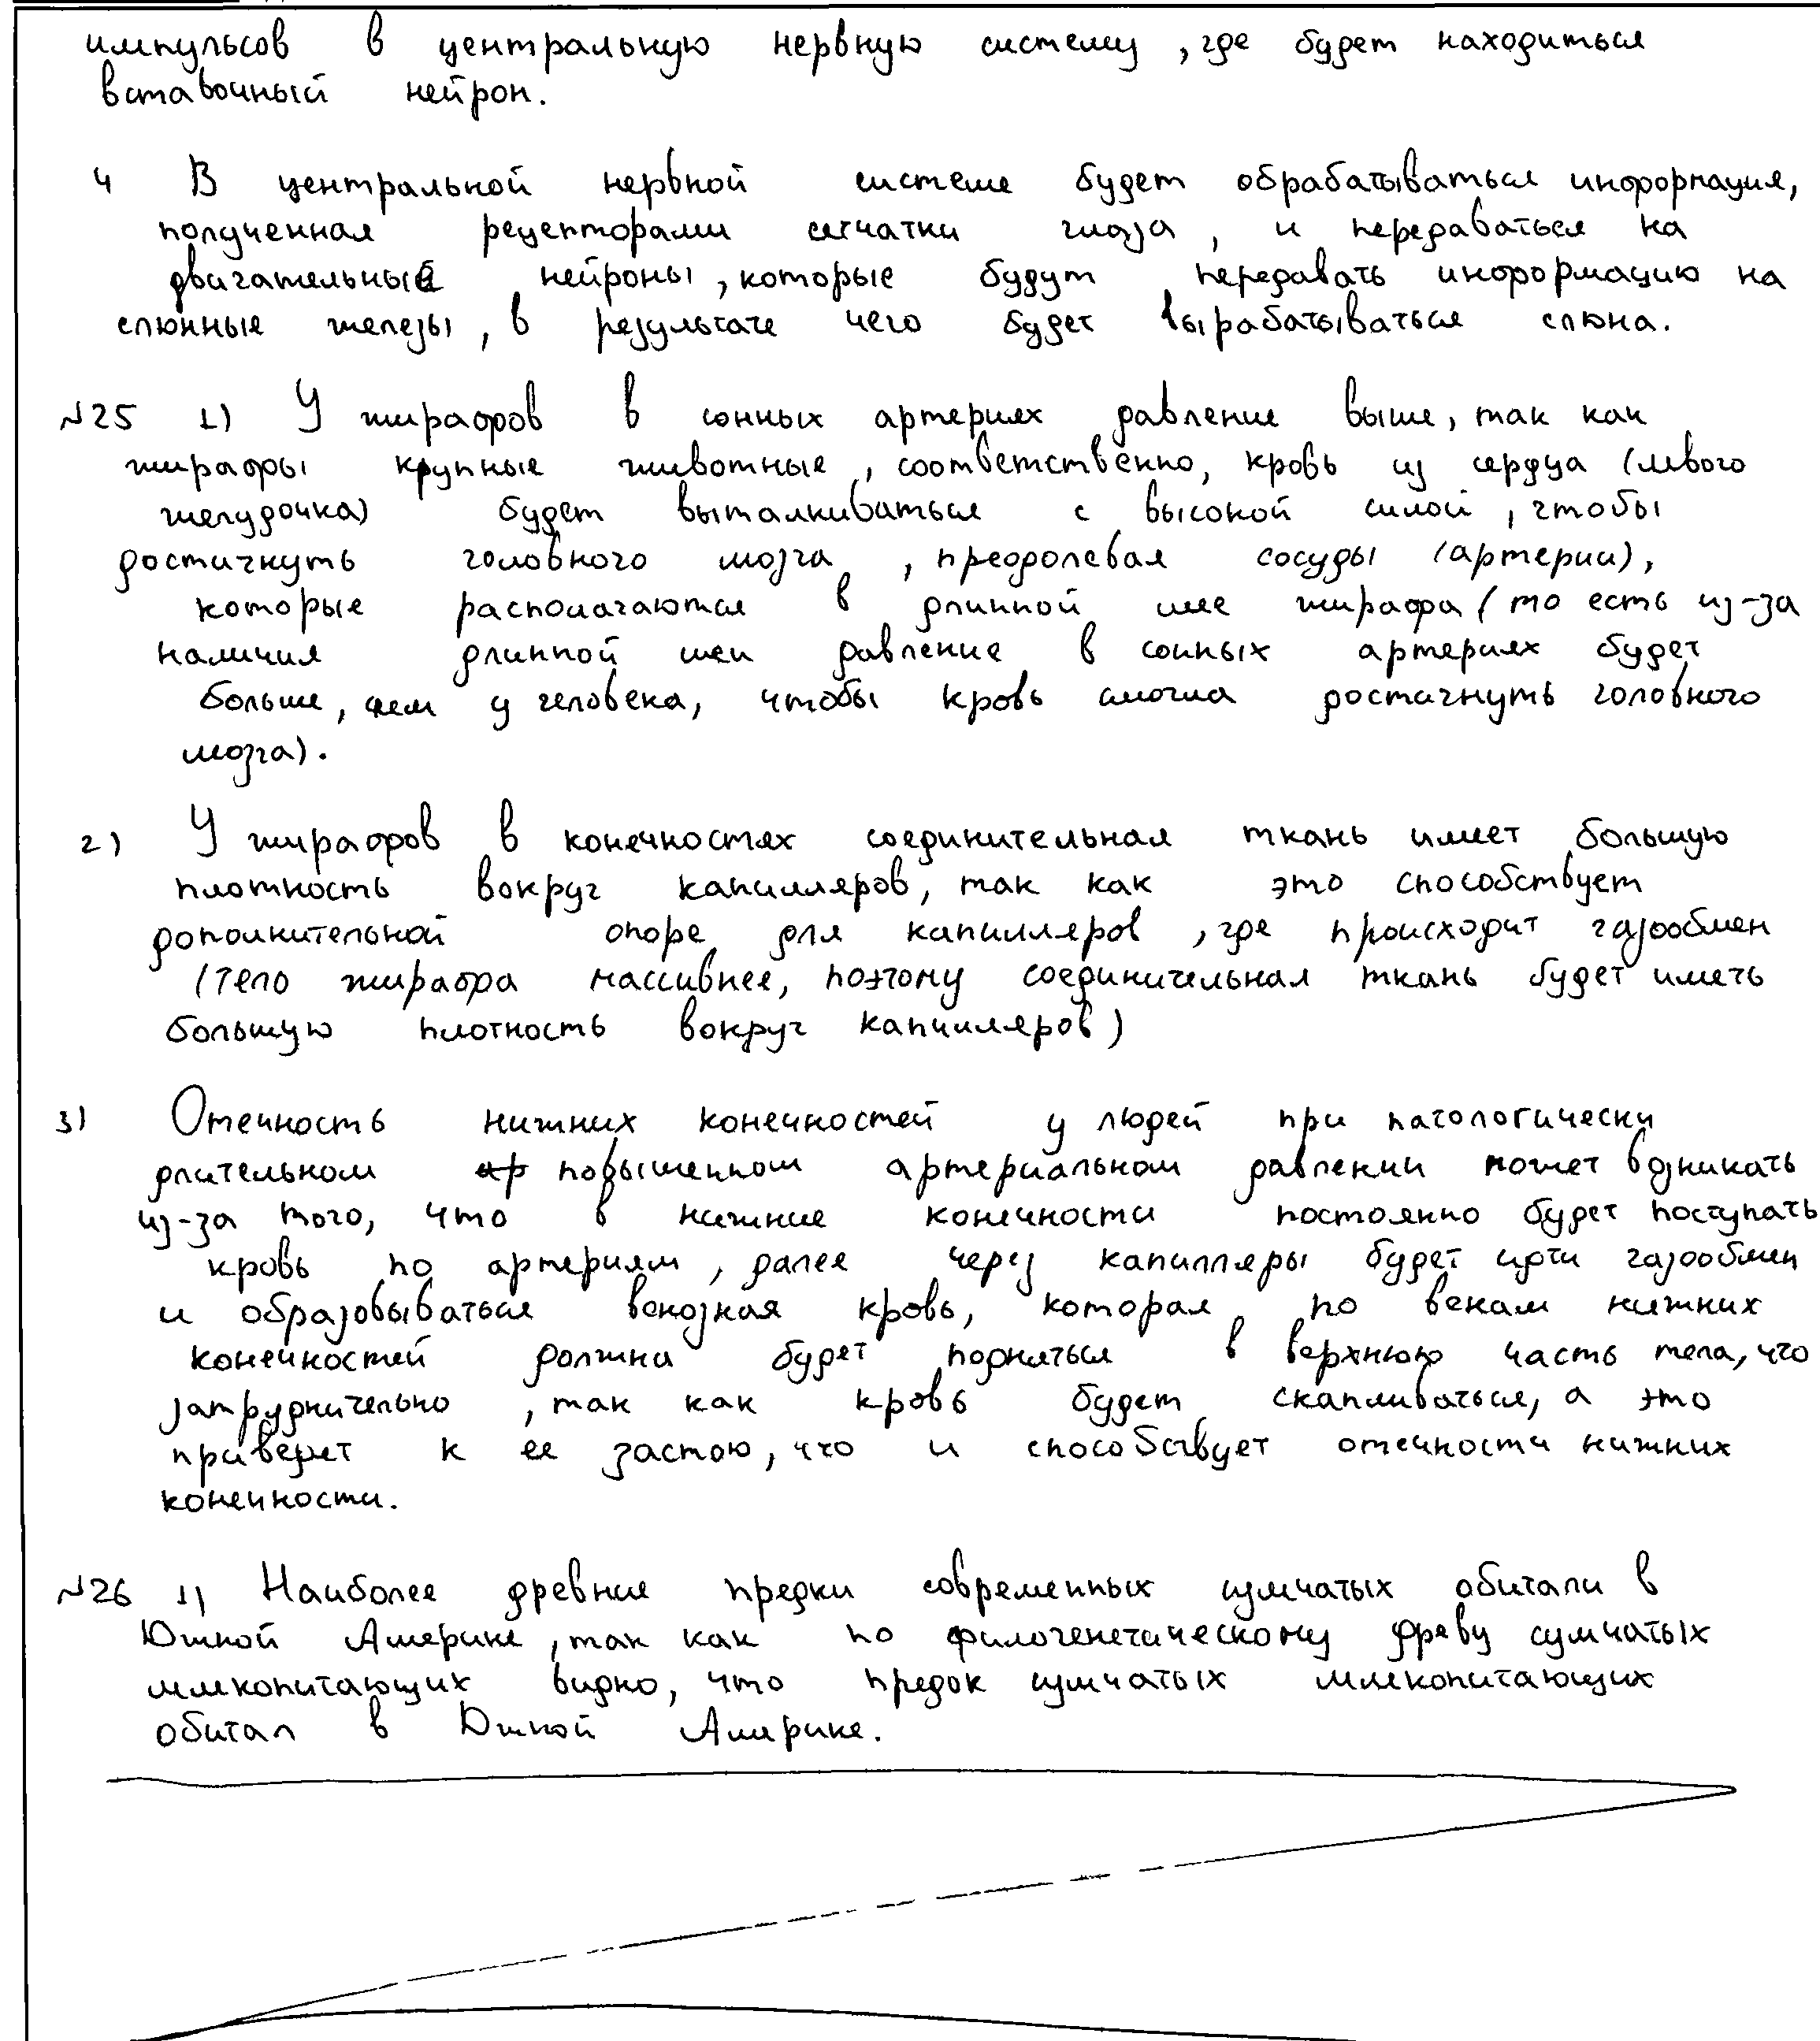 импульсов в центральную нервную систему, где будет находиться
вставочный нейрон.
4 В центральной нервной системе будет обрабатываться информация,
полученная рецепторами сетчатки глаза, и передаваться на
двигательные нейроны, которые будут передавать информацию на
слюнные железы, в результате чего будет вырабатываться слюна.
№25 1) У жирафов в сонных артериях давление выше, так как
жирафы крупные животные, соответственно, кровь из сердца (левого
желудочка) будет выталкиваться с высокой силой, чтобы
достигнуть головного мозга, преодолевая сосуды (артерии),
которые располагаются в длинной шее жирафа (то есть из-за
наличия длинной шеи давление в сонных артериях будет
больше, чем у человека, чтобы кровь смогла достигнуть головного
мозга).
2) У жирафов в конечностях соединительная ткань имеет большую
плотность вокруг капилляров, так как это способствует
дополнительной опоре для капилляров, где происходит газообмен
(тело жирафа массивнее, поэтому соединительная ткань будет иметь
большую плотность вокруг капилляров)
3) Отечность нижних конечностей у людей при патологически
длительном повышенном артериальном давлении может возникать
из-за того, что в нижние конечности постоянно будет поступать
кровь по артериям, далее через капилляры будет идти газообмен
и образовываться венозная кровь, которая по венам нижних
конечностей должна будет подняться в верхнюю часть тела, что
затруднительно, так как кровь будет скапливаться, а это
приведет к ее застою, что и способствует отечности нижних
конечности.
№26 1) Наиболее древние предки современных сумчатых обитали в
Южной Америке, так как по филогенетическому древу сумчатых
млекопитающих видно, что предок сумчатых млекопитающих
обитал в Южной Америке.